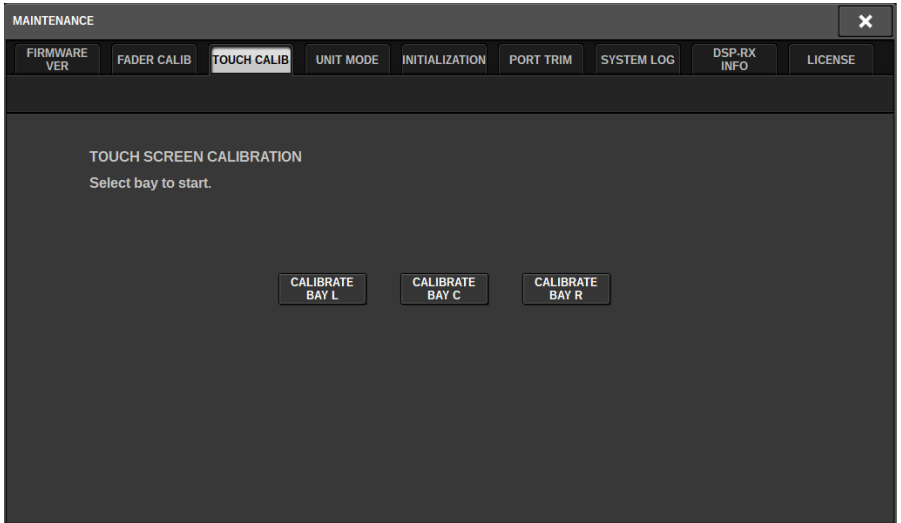 MAINTENANCE
FIRMWARE
VER
FADER CALIB
TOUCH CALIB
UNIT MODE
INITIALIZATION
PORT TRIM
SYSTEM LOG
DSP-RX
INFO
LICENSE
TOUCH SCREEN CALIBRATION
Select bay to start.
CALIBRATE
BAY L
CALIBRATE
BAY C
CALIBRATE
BAY R